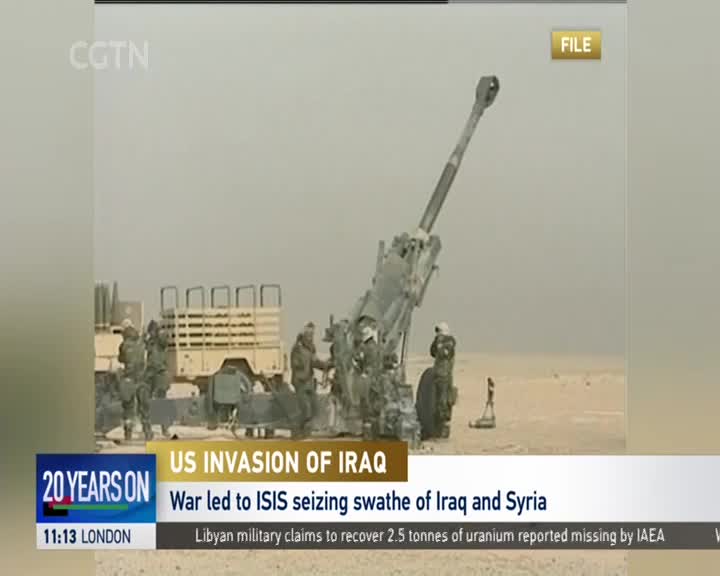 CGTN
FILE
US INVASION OF IRAQ
20 YEARS ON
War led to ISIS seizing swathe of Iraq and Syria
11:13 LONDON
Libyan military claims to recover 2.5 tonnes of uranium reported missing by IAEA